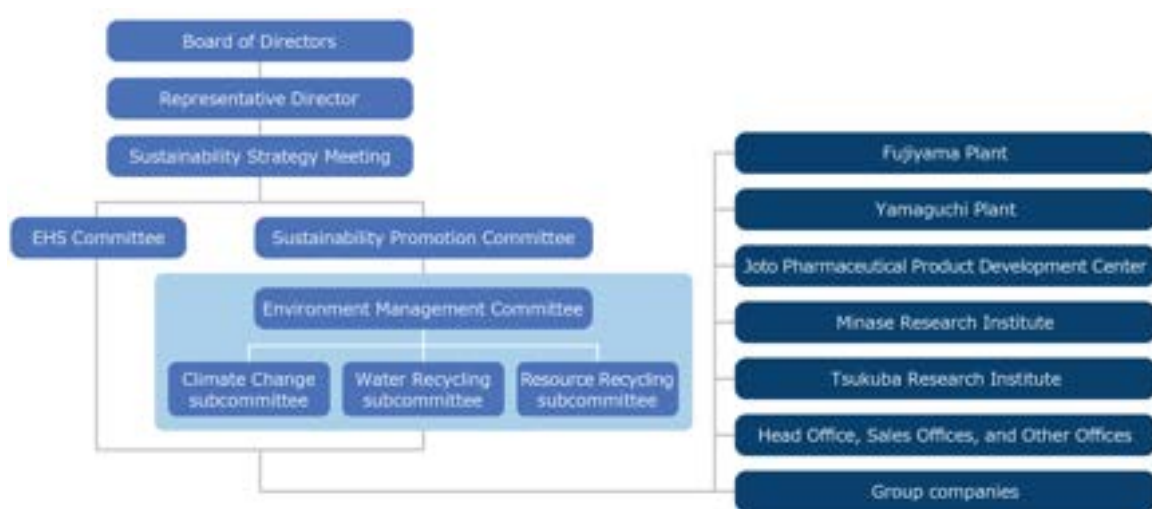 Board of Directors
Representative Director
Sustainability Strategy Meeting
EHS Committee
Sustainability Promotion Committee
Environment Management Committee
Climate Change
subcommittee
Water Recycling
subcommittee
Resource Recycling
subcommittee
Fujiyama Plant
Yamaguchi Plant
Joto Pharmaceutical Product Development Center
Minase Research Institute
Tsukuba Research Institute
Head Office, Sales Offices, and Other Offices
Group companies